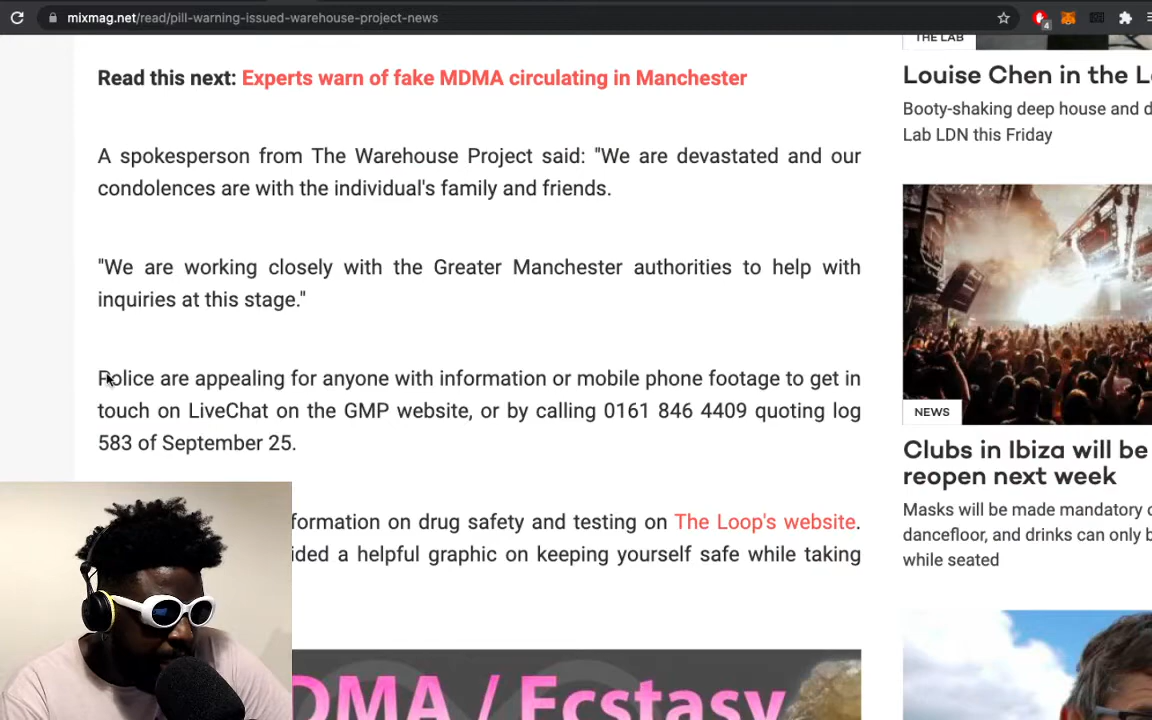 mixmag.net/read/pill-warning-issued-warehouse-project-news
4
THE LAB
Read this next: Experts warn of fake MDMA circulating in Manchester
Louise Chen in the L
Booty-shaking deep house and d
Lab LDN this Friday
A spokesperson from The Warehouse Project said: "We are devastated and our
condolences are with the individual's family and friends.
"We are working closely with the Greater Manchester authorities to help with
inquiries at this stage."
Police are appealing for anyone with information or mobile phone footage to get in
touch on LiveChat on the GMP website, or by calling 0161 846 4409 quoting log
583 of September 25.
NEWS
Clubs in Ibiza will be
reopen next week
Masks will be made mandatory
dancefloor, and drinks can only b
while seated
formation on drug safety and testing on The Loop's website.
ided a helpful graphic on keeping yourself safe while taking
DMA / Ecstasy